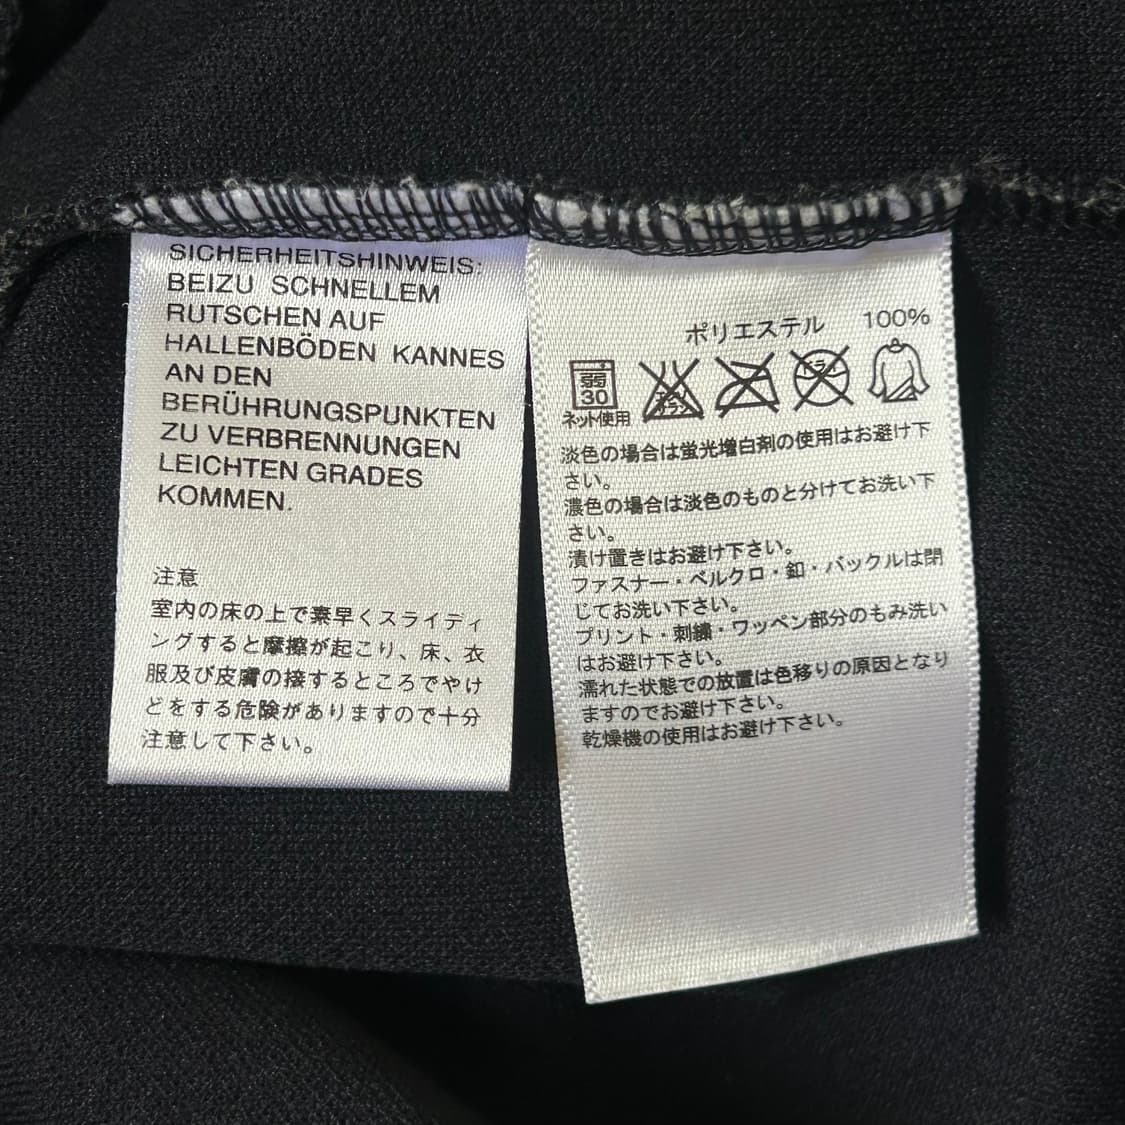 SICHERHEITSHINWEIS:
BEIZU SCHNELLEM
RUTSCHEN AUF
HALLENBÖDEN KANNES
AN DEN
BERÜHRUNGSPUNKTEN
ZU VERBRENNUNGEN
LEICHTEN GRADES
KOMMEN.
注意
室内の床の上で素早くスライディ
ングすると摩擦が起こり、床、衣
服及び皮膚の接するところでやけ
どをする危険がありますので十分
注意して下さい。
ポリエステル 100%
弱
30
ネット使用
エンソ
サラシ
ドライ
淡色の場合は蛍光増白剤の使用はお避け下
さい。
濃色の場合は淡色のものと分けてお洗い下
さい。
漬け置きはお避け下さい。
ファスナー・ベルクロ・釦・バックルは閉
じてお洗い下さい。
プリント・刺繍・ワッペン部分のもみ洗い
はお避け下さい。
濡れた状態での放置は色移りの原因となり
ますのでお避け下さい。
乾燥機の使用はお避け下さい。